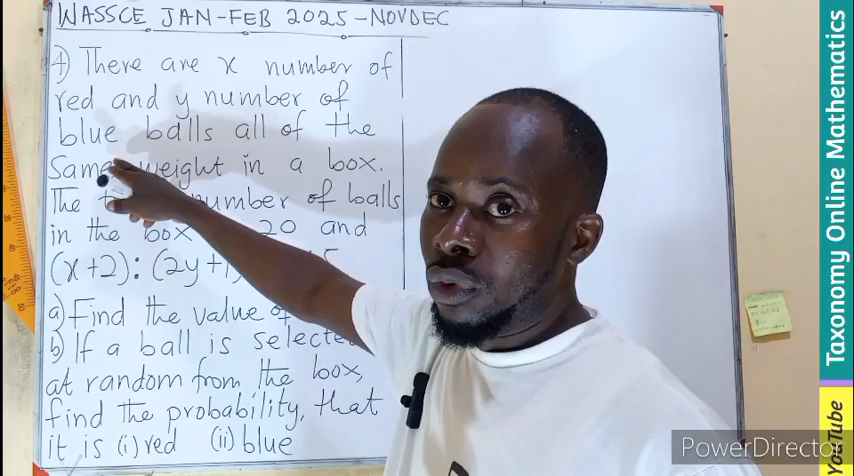 WASSCE JAN-FEB 2025-NOVDEC
4) There are x number of
red and y number of
blue balls all of the
Same weight in a box.
The number of balls
in the box 20 and
(x+2): (2y+1) 5
a) Find the value of
b) If a ball is selected
at random from the box,
find the probability, that
it is (i) red (ii) blue
Taxonomy Online Mathematics
YouTube
PowerDirector